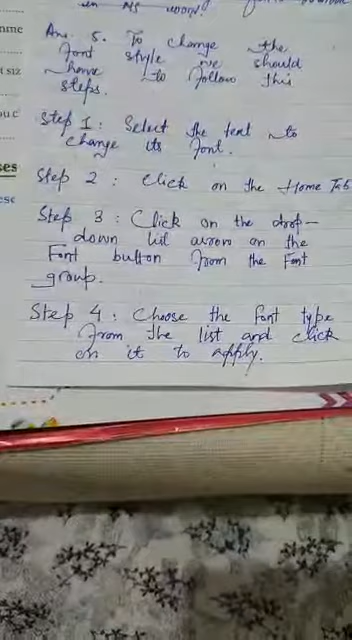 in MS word?
Ans. 5. To change the
font style we should
have to follow this
steps.
Step 1: Select the text to
change its font.
Step 2 : Click on the Home Tab
Step 3 : Click on the drop-
down list arrow on the
Font button from the Font
group.
Step 4 : Choose the font type
from the list and click
on it to apply.